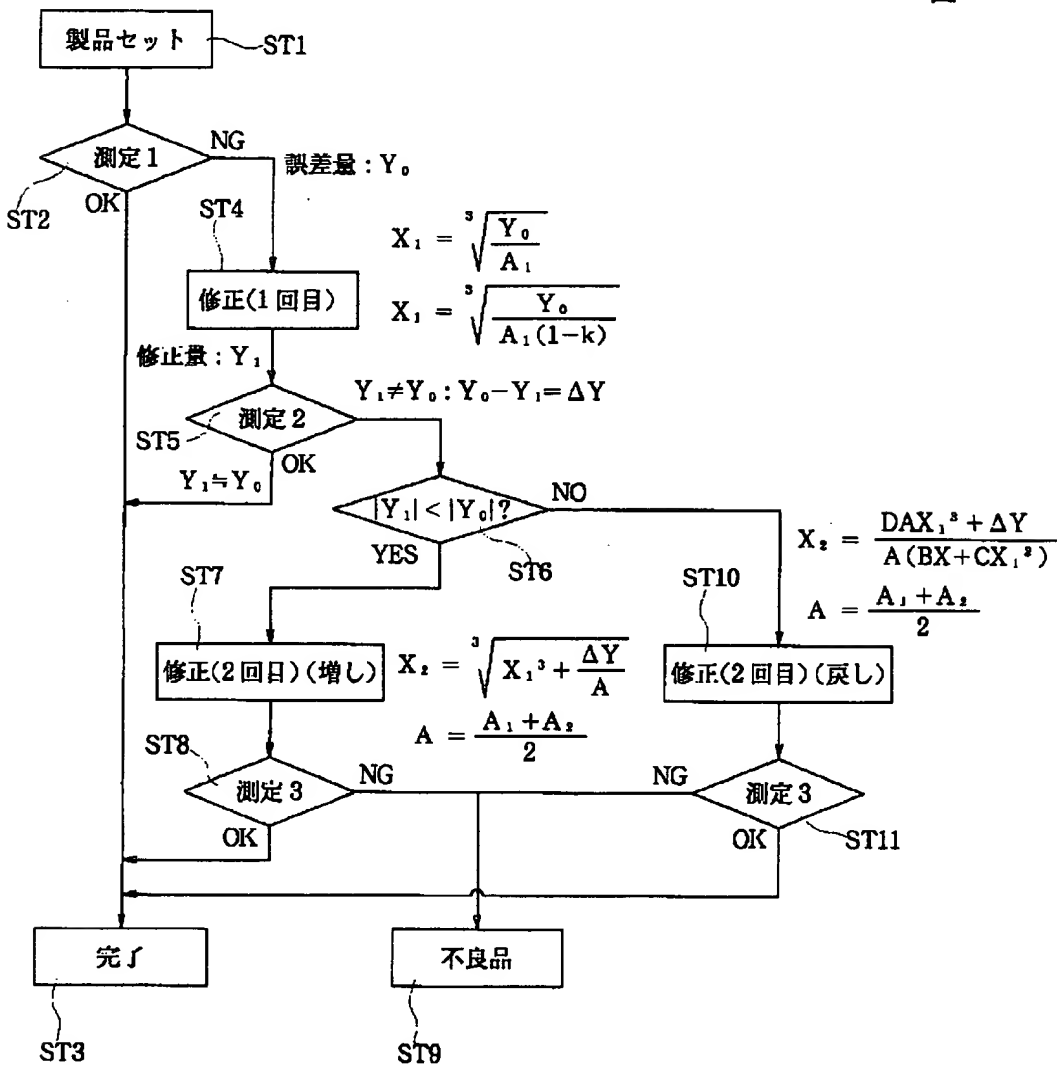 製品セット
ST1
測定1
NG
誤差量：Y₀
OK
ST2
ST4
X₁ = ³√(Y₀/A₁)
修正(1回目)
X₁ = ³√(Y₀/A₁(1-k))
修正量：Y₁
Y₁≠Y₀：Y₀-Y₁=ΔY
測定2
ST5
OK
Y₁≒Y₀
|Y₁|<|Y₀|?
NO
YES
ST6
X₂ = (DAX₁³+ΔY)/(A(BX+CX₁²))
ST7
ST10
A = (A₁+A₂)/2
修正(2回目)(増し)
X₂ = ³√(X₁³+ΔY/A)
修正(2回目)(戻し)
A = (A₁+A₂)/2
ST8
測定3
NG
NG
測定3
OK
OK
ST11
完了
不良品
ST3
ST9